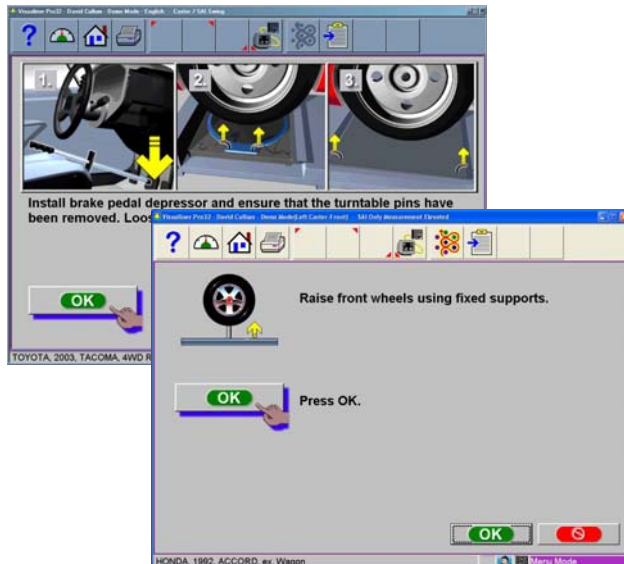 Visualiner Pro32 - David Cullum - Demo Mode - English - Caster / SAI Swing
1.
2.
3.
Install brake pedal depressor and ensure that the turntable pins have
been removed. Loos
OK
TOYOTA, 2003, TACOMA, 4WD R
Visualiner Pro32 - David Cullum - Demo Mode(Left Caster-Front) SAI Only Measurement Elevated
?
Raise front wheels using fixed supports.
OK
Press OK.
OK
HONDA, 1992, ACCORD, ex. Wagon
Menu Mode